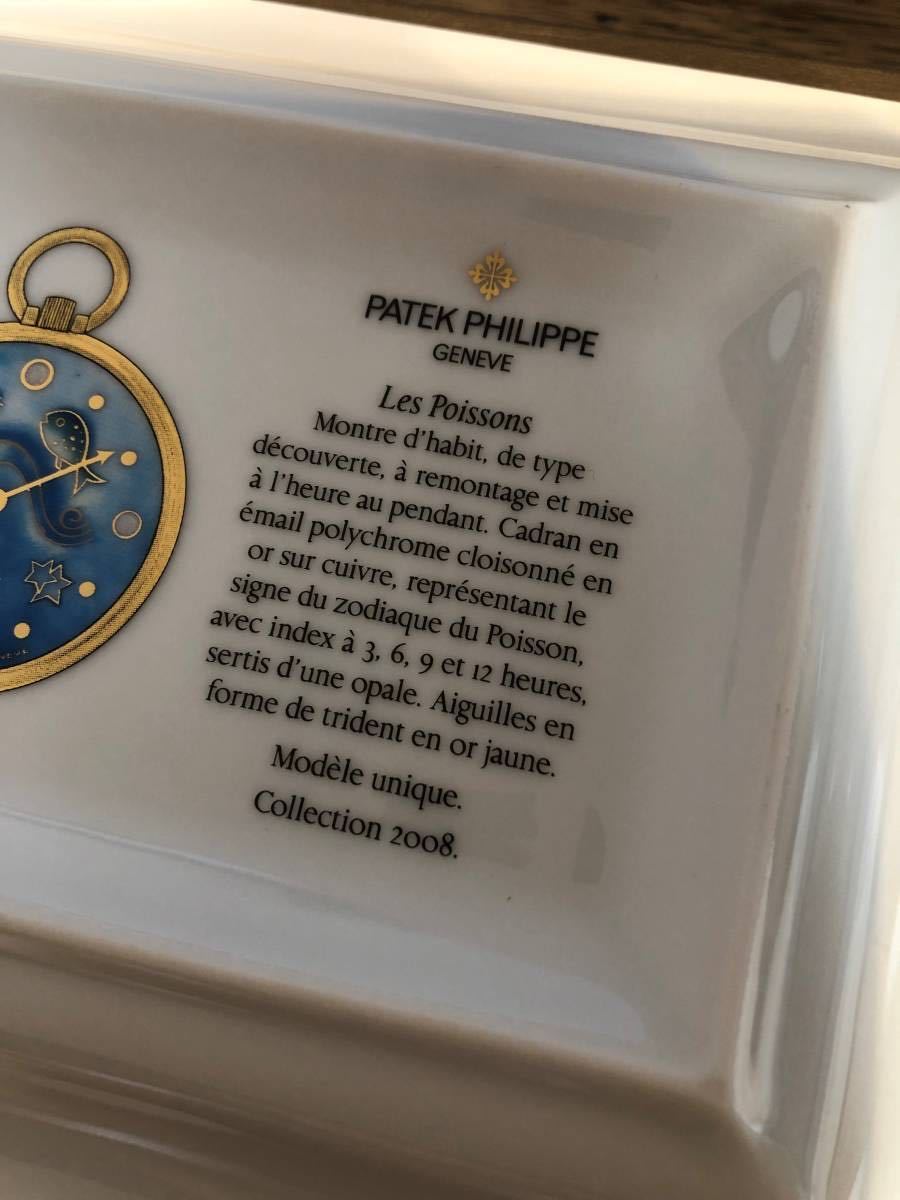 PATEK PHILIPPE
GENEVE
Les Poissons
Montre d'habit, de type
découverte, à remontage et mise
à l'heure au pendant. Cadran en
émail polychrome cloisonné en
or sur cuivre, représentant le
signe du zodiaque du Poisson,
avec index à 3, 6, 9 et 12 heures,
sertis d'une opale. Aiguilles en
forme de trident en or jaune.
Modèle unique.
Collection 2008.